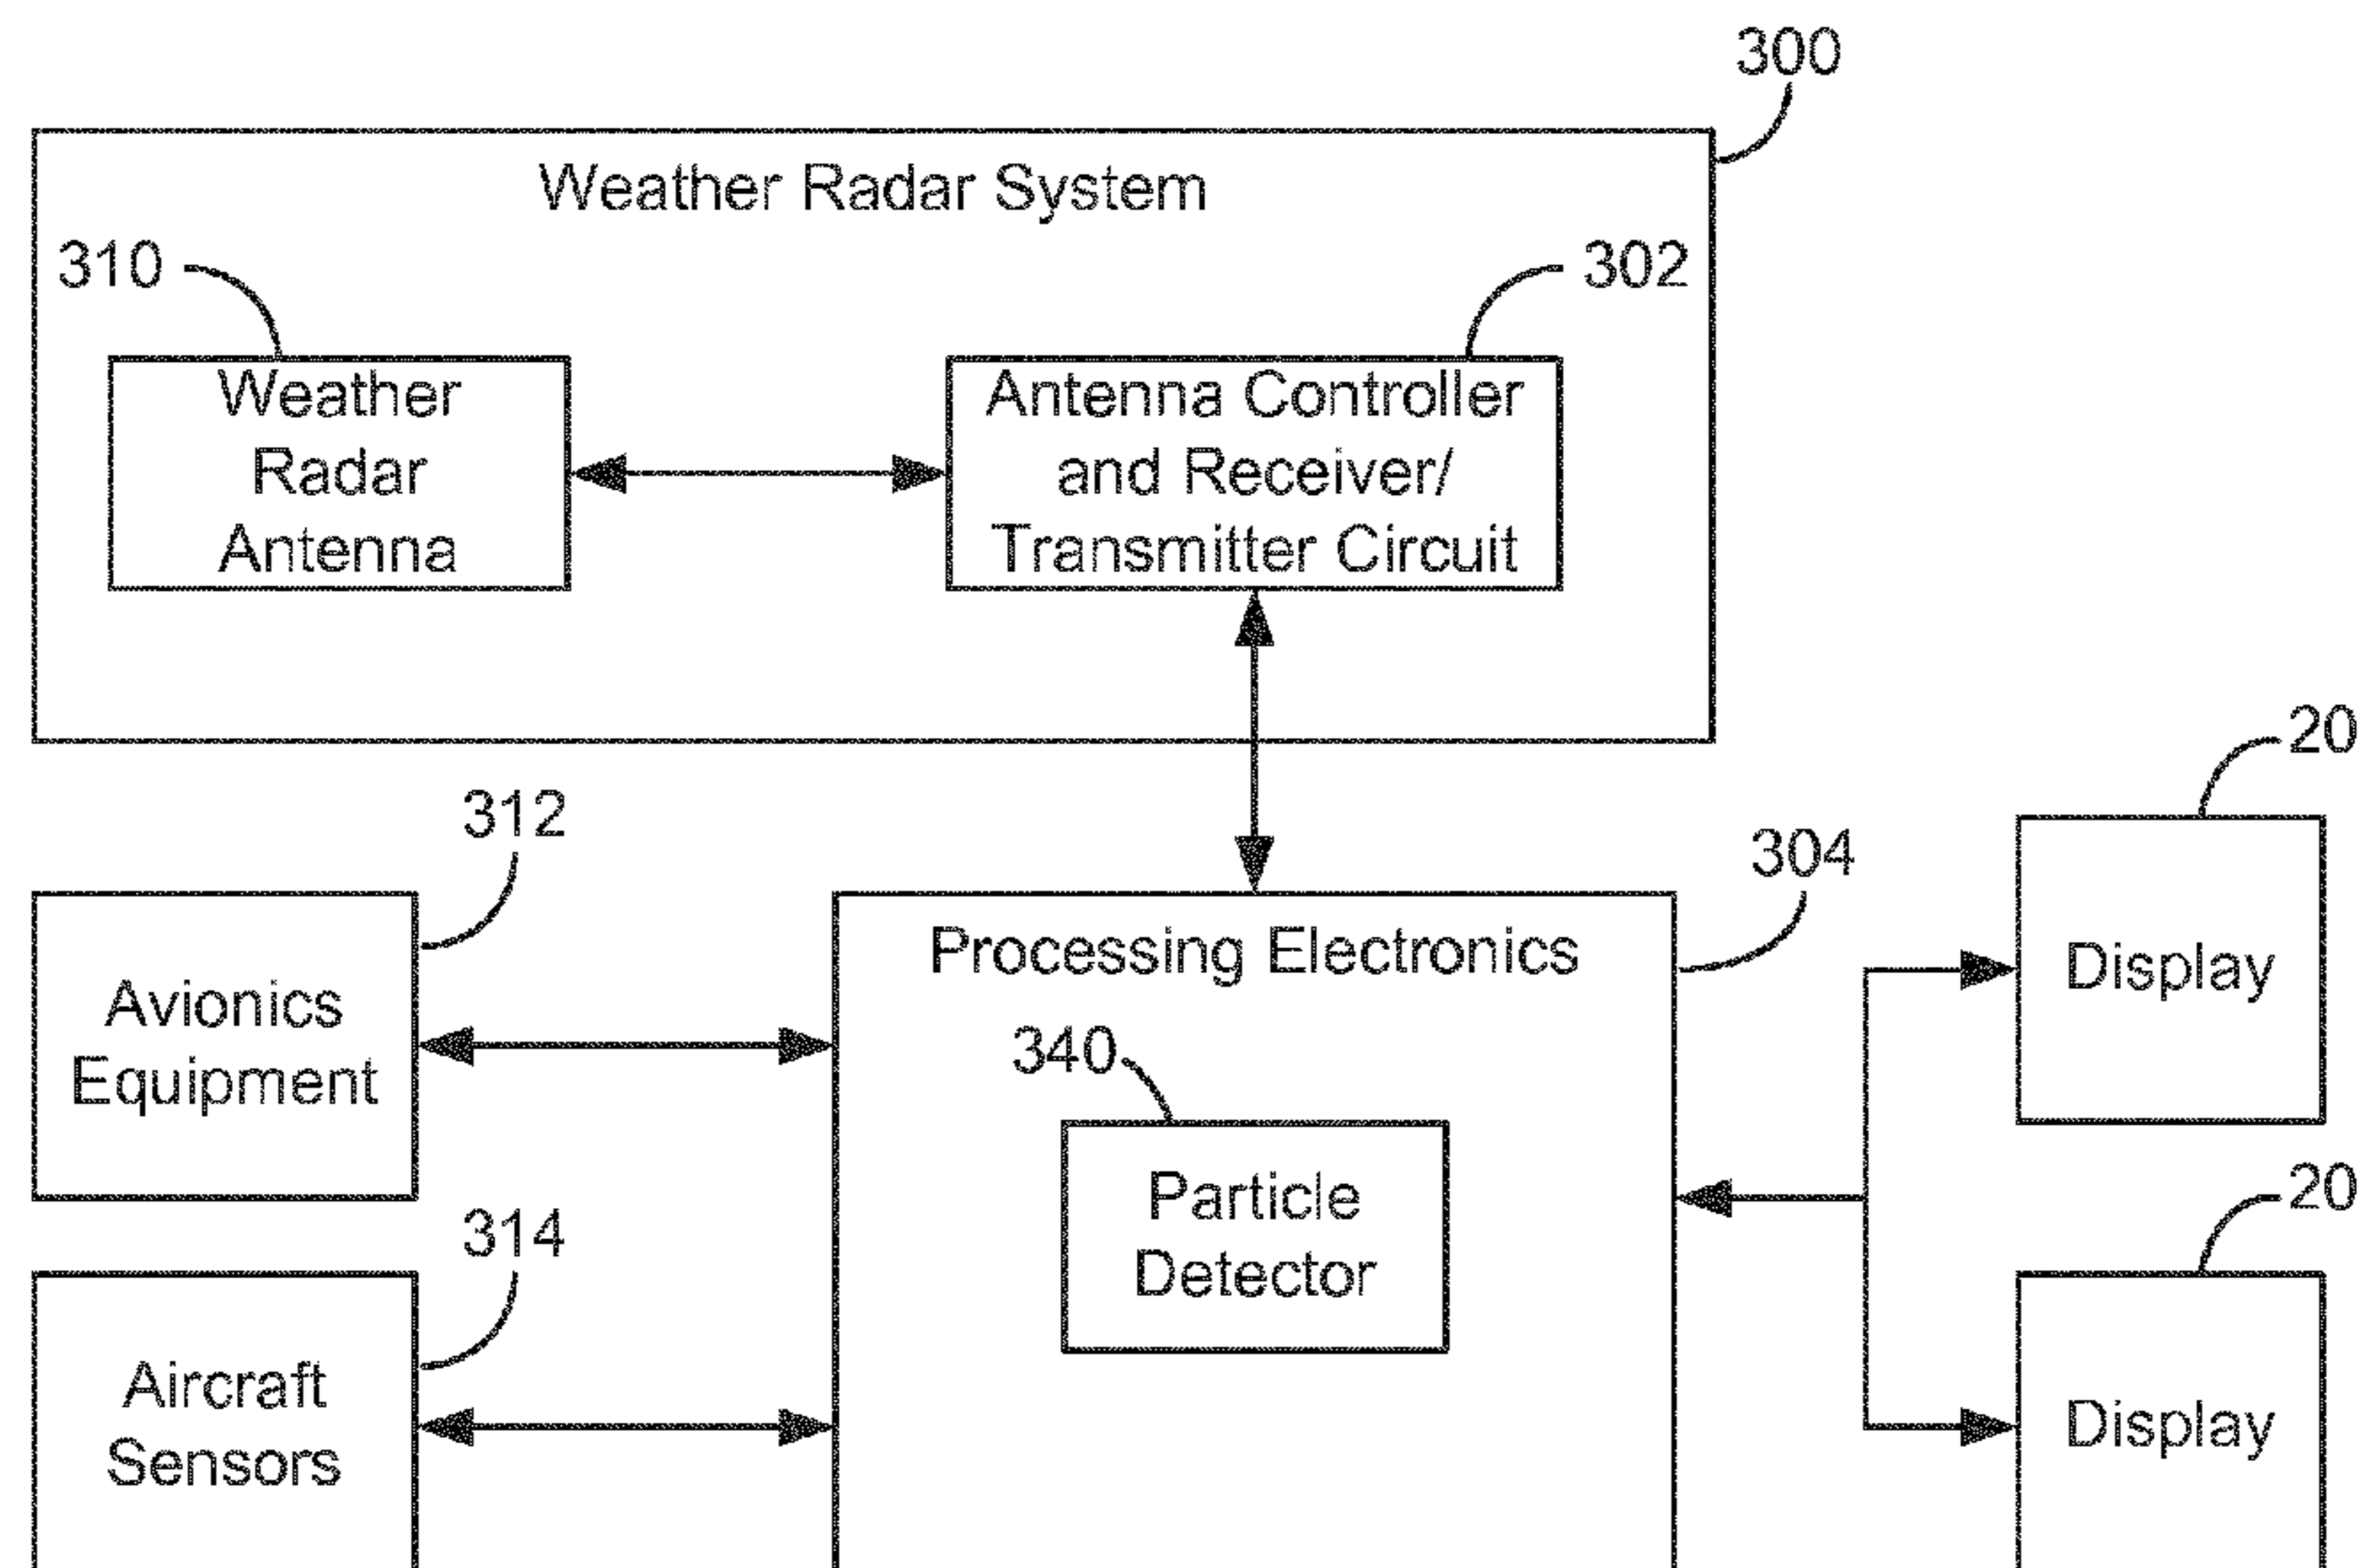 300
Weather Radar System
310
302
Weather
Radar
Antenna
Antenna Controller
and Receiver/
Transmitter Circuit
20
312
304
Avionics
Equipment
Processing Electronics
Display
340
Particle
Detector
20
314
Aircraft
Sensors
Display